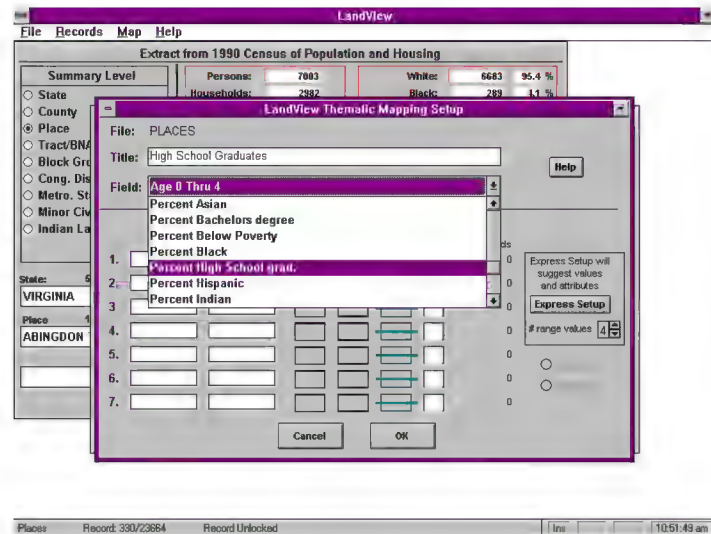 LandView
File Records Map Help
Extract from 1990 Census of Population and Housing
Summary Level
Persons: 7003 White: 6683 95.4 %
Households: 2982 Black: 289 4.1 %
State
County
Place
Tract/BNA
Block Gro
Cong. Dis
Metro. St
Minor Civ
Indian La
State: 5
VIRGINIA
Place 1
ABINGDON
LandView Thematic Mapping Setup
File: PLACES
Title: High School Graduates
Help
Field: Age 0 Thru 4
Percent Asian
Percent Bachelors degree
Percent Below Poverty
Percent Black
Percent High School grad.
Percent Hispanic
Percent Indian
ds
1. 0
2. 0
3 0
4. 0
5. 0
6. 0
7. 0
Express Setup will
suggest values
and attributes
Express Setup
# range values 4
Cancel OK
Places Record: 330/23664 Record Unlocked Ins 10:51:49 am